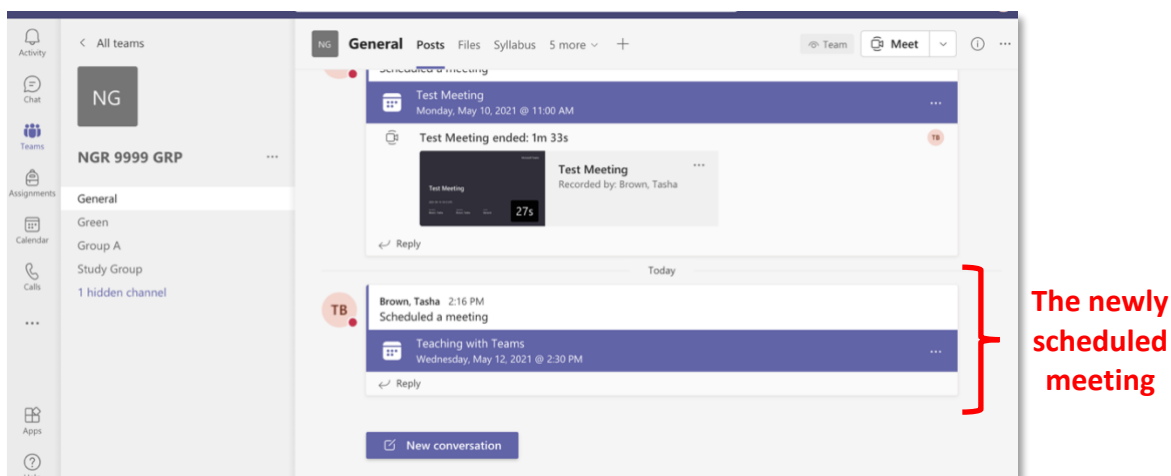 Activity
Chat
Teams
Assignments
Calendar
Calls
Apps
All teams
NG
NGR 9999 GRP
General
Green
Group A
Study Group
1 hidden channel
NG General Posts Files Syllabus 5 more Team Meet
Scheduled a meeting
Test Meeting
Monday, May 10, 2021 @ 11:00 AM
Test Meeting ended: 1m 33s TB
Test Meeting
27s
Test Meeting
Recorded by: Brown, Tasha
Reply
Today
TB
Brown, Tasha 2:16 PM
Scheduled a meeting
Teaching with Teams
Wednesday, May 12, 2021 @ 2:30 PM
Reply
New conversation
The newly
scheduled
meeting